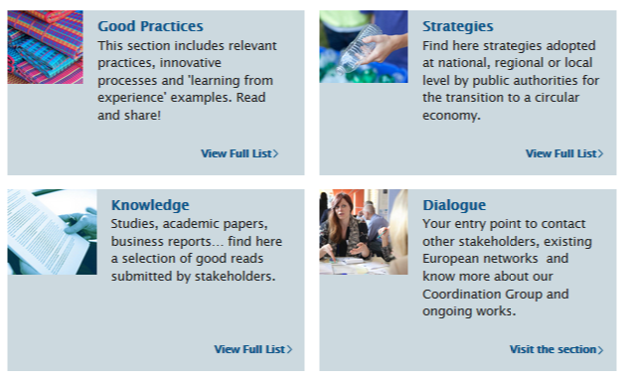 Good Practices
This section includes relevant
practices, innovative
processes and 'learning from
experience' examples. Read
and share!
View Full List>
Strategies
Find here strategies adopted
at national, regional or local
level by public authorities for
the transition to a circular
economy.
View Full List>
Knowledge
Studies, academic papers,
business reports... find here
a selection of good reads
submitted by stakeholders.
View Full List>
Dialogue
Your entry point to contact
other stakeholders, existing
European networks and
know more about our
Coordination Group and
ongoing works.
Visit the section>